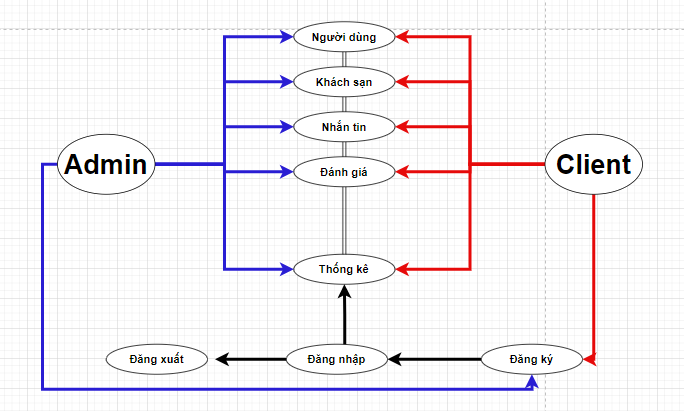 Người dùng
Khách sạn
Nhắn tin
Admin
Client
Đánh giá
Thống kê
Đăng xuất
Đăng nhập
Đăng ký